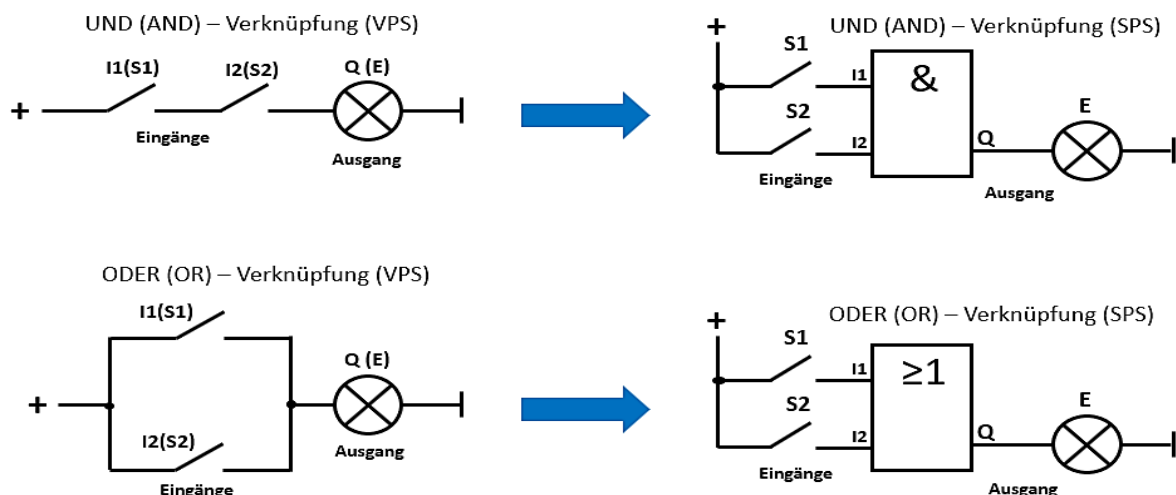 UND (AND) – Verknüpfung (VPS)
I1(S1)
I2(S2)
Q (E)
+
Eingänge
Ausgang
UND (AND) – Verknüpfung (SPS)
+
S1
I1
&
S2
I2
Q
E
Eingänge
Ausgang
ODER (OR) – Verknüpfung (VPS)
I1(S1)
Q (E)
+
I2(S2)
Ausgang
Eingänge
ODER (OR) – Verknüpfung (SPS)
+
S1
I1
≥1
S2
I2
Q
E
Eingänge
Ausgang